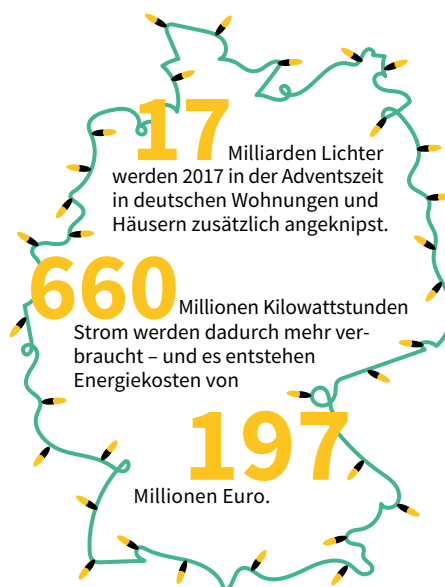 17 Milliarden Lichter
werden 2017 in der Adventszeit
in deutschen Wohnungen und
Häusern zusätzlich angeknipst.
660 Millionen Kilowattstunden
Strom werden dadurch mehr ver-
braucht – und es entstehen
Energiekosten von
197
Millionen Euro.